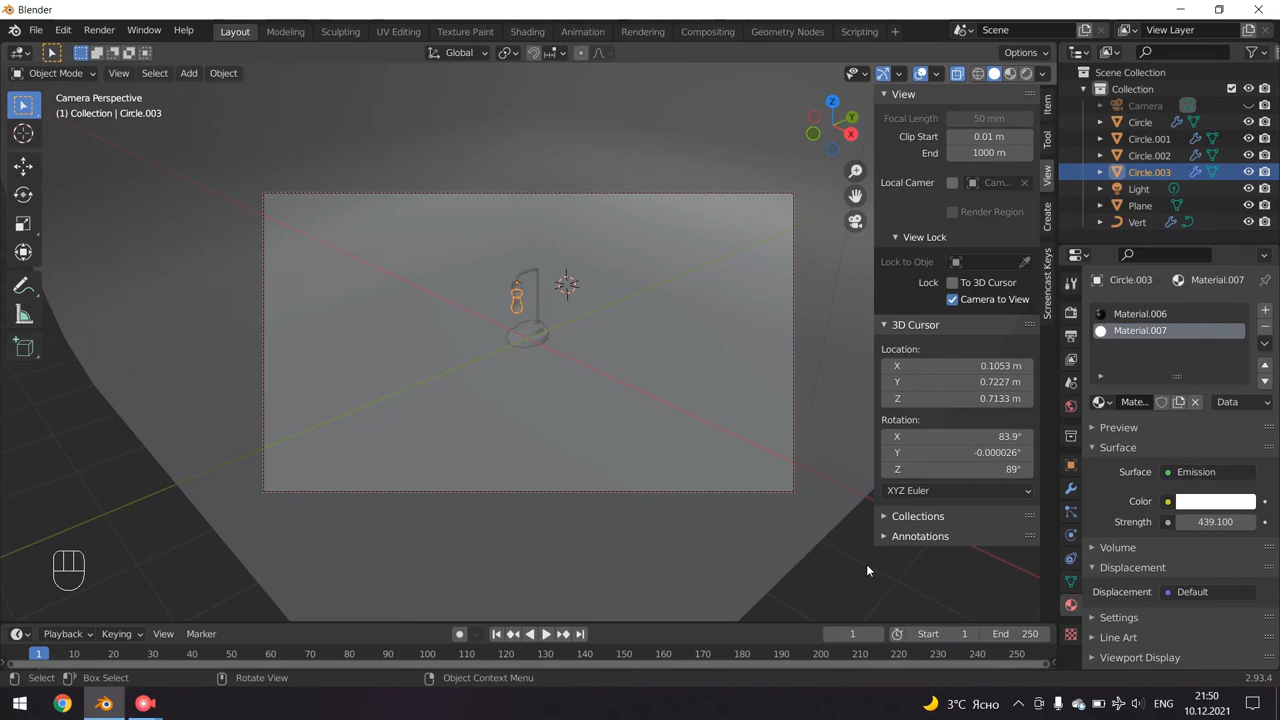 Blender
File Edit Render Window Help Layout Modeling Sculpting UV Editing Texture Paint Shading Animation Rendering Compositing Geometry Nodes Scripting + Scene View Layer
Global Options
Object Mode View Select Add Object
Camera Perspective
(1) Collection | Circle.003
Z
Y
X
View
Focal Length 50 mm
Clip Start 0.01 m
End 1000 m
Local Camer Cam...
Render Region
View Lock
Lock to Obje
Lock To 3D Cursor
Camera to View
3D Cursor
Location:
X 0.1053 m
Y 0.7227 m
Z 0.7133 m
Rotation:
X 83.9°
Y -0.000026°
Z 89°
XYZ Euler
Collections
Annotations
Item
Tool
View
Create
Screencast Keys
Scene Collection
Collection
Camera
Circle
Circle.001
Circle.002
Circle.003
Light
Plane
Vert
Circle.003 Material.007
Material.006
Material.007
Mate... Data
Preview
Surface
Surface Emission
Color
Strength 439.100
Volume
Displacement
Displacement Default
Settings
Line Art
Viewport Display
Playback Keying View Marker 1 Start 1 End 250
1 10 20 30 40 50 60 70 80 90 100 110 120 130 140 150 160 170 180 190 200 210 220 230 240 250
Select Box Select Rotate View Object Context Menu 2.93.4
3°C Ясно ENG 21:50
10.12.2021